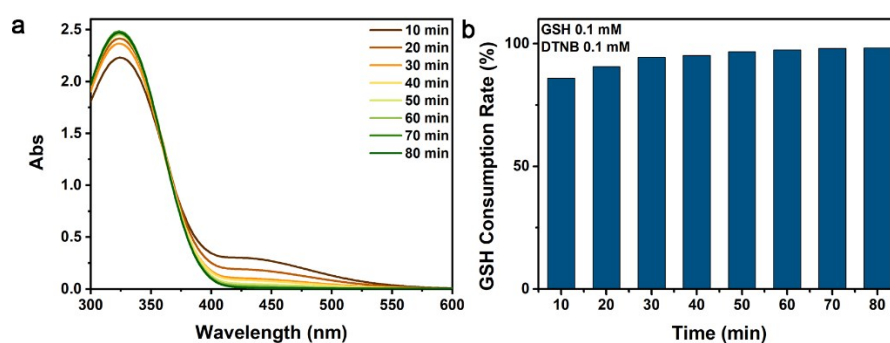 a
2.5
2.0
1.5
1.0
0.5
0.0
Abs
300 350 400 450 500 550 600
Wavelength (nm)
10 min
20 min
30 min
40 min
50 min
60 min
70 min
80 min
b
GSH 0.1 mM
DTNB 0.1 mM
100
50
0
GSH Consumption Rate (%)
10 20 30 40 50 60 70 80
Time (min)